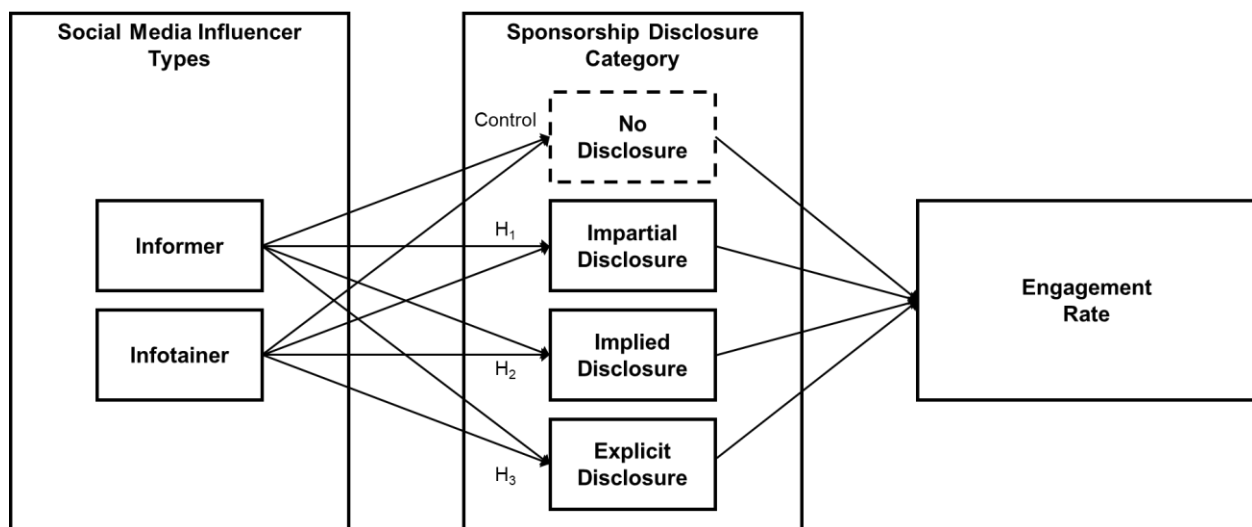 Social Media Influencer
Types
Sponsorship Disclosure
Category
Control
No
Disclosure
Informer
H₁
Impartial
Disclosure
Engagement
Rate
Infotainer
H₂
Implied
Disclosure
H₃
Explicit
Disclosure